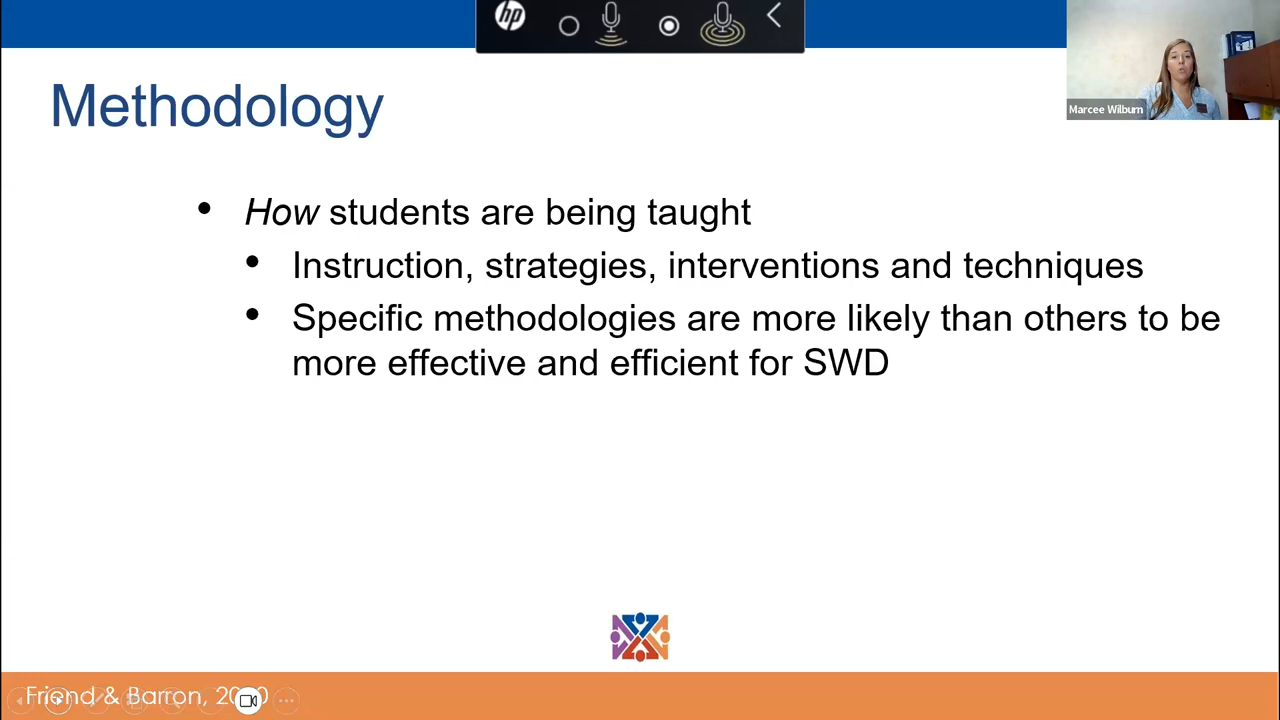 hp
Marcee Wilburn
Methodology
• How students are being taught
• Instruction, strategies, interventions and techniques
• Specific methodologies are more likely than others to be
more effective and efficient for SWD
Friend & Barron,